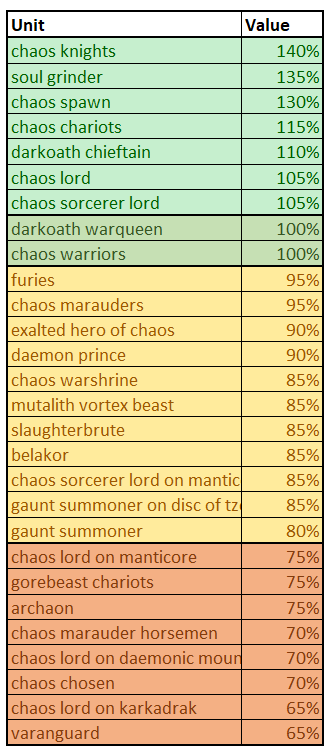 Unit Value
chaos knights 140%
soul grinder 135%
chaos spawn 130%
chaos chariots 115%
darkoath chieftain 110%
chaos lord 105%
chaos sorcerer lord 105%
darkoath warqueen 100%
chaos warriors 100%
furies 95%
chaos marauders 95%
exalted hero of chaos 90%
daemon prince 90%
chaos warshrine 85%
mutalith vortex beast 85%
slaughterbrute 85%
belakor 85%
chaos sorcerer lord on mantic 85%
gaunt summoner on disc of tze 85%
gaunt summoner 80%
chaos lord on manticore 75%
gorebeast chariots 75%
archaon 75%
chaos marauder horsemen 70%
chaos lord on daemonic moun 70%
chaos chosen 70%
chaos lord on karkadrak 65%
varanguard 65%